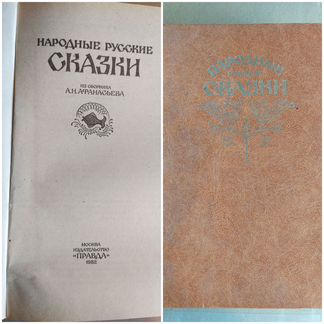 НАРОДНЫЕ РУССКИЕ
СКАЗКИ
ИЗ СБОРНИКА
А.Н.АФАНАСЬЕВА
МОСКВА
ИЗДАТЕЛЬСТВО
«ПРАВДА»
1982
НАРОДНЫЕ
РУССКИЕ
СКАЗКИ